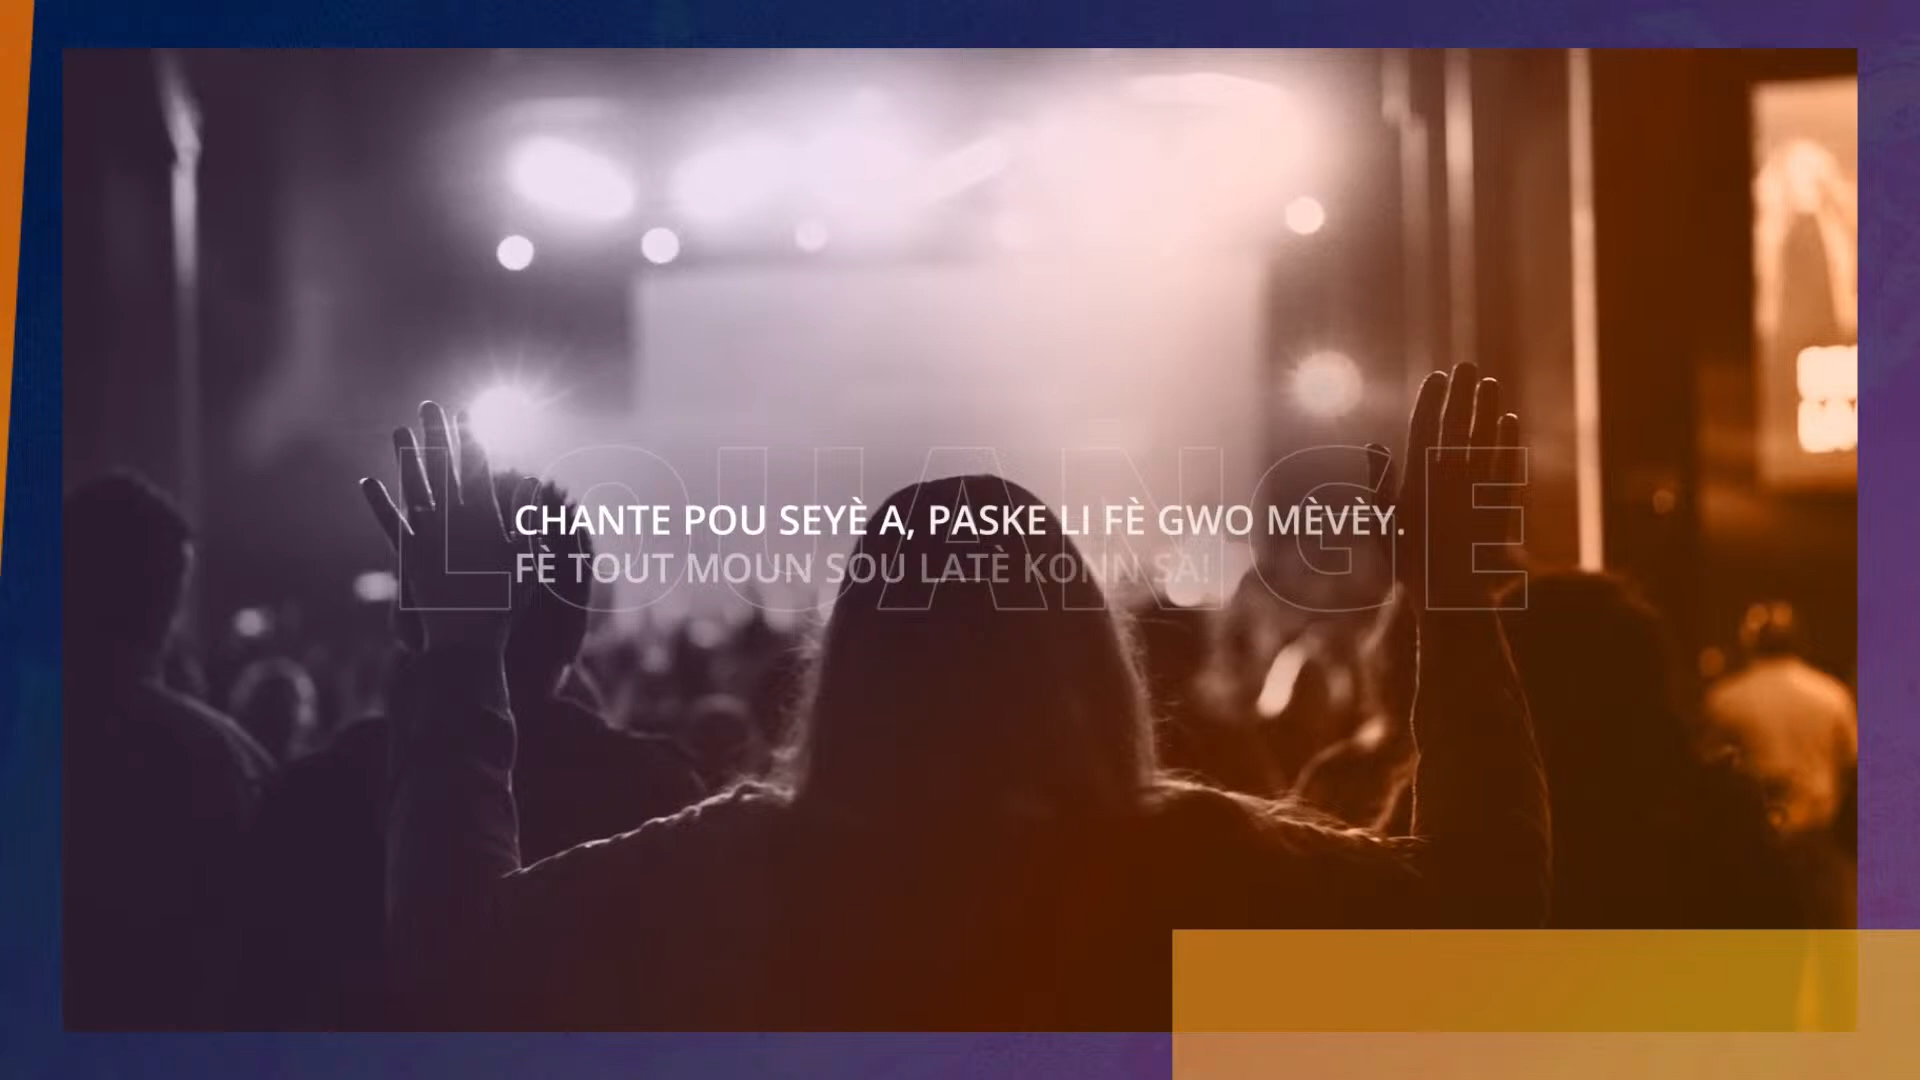 LOUANGE
CHANTE POU SEYÈ A, PASKE LI FÈ GWO MÈVÈY.
FÈ TOUT MOUN SOU LATÈ KONN SA!